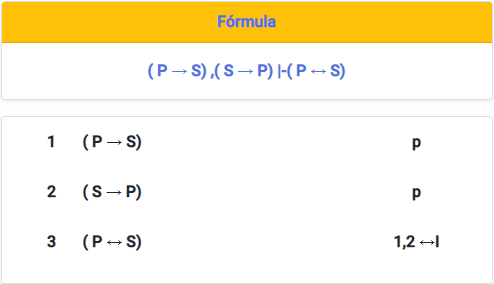 Fórmula
( P → S) ,( S → P) |-( P ↔ S)
1 ( P → S) p
2 ( S → P) p
3 ( P ↔ S) 1,2 ↔I